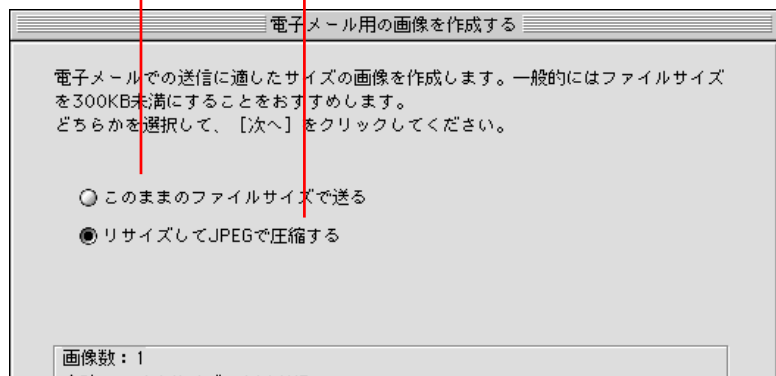 電子メール用の画像を作成する
電子メールでの送信に適したサイズの画像を作成します。一般的にはファイルサイズ
を300KB未満にすることをおすすめします。
どちらかを選択して、［次へ］をクリックしてください。
このままのファイルサイズで送る
リサイズしてJPEGで圧縮する
画像数：1